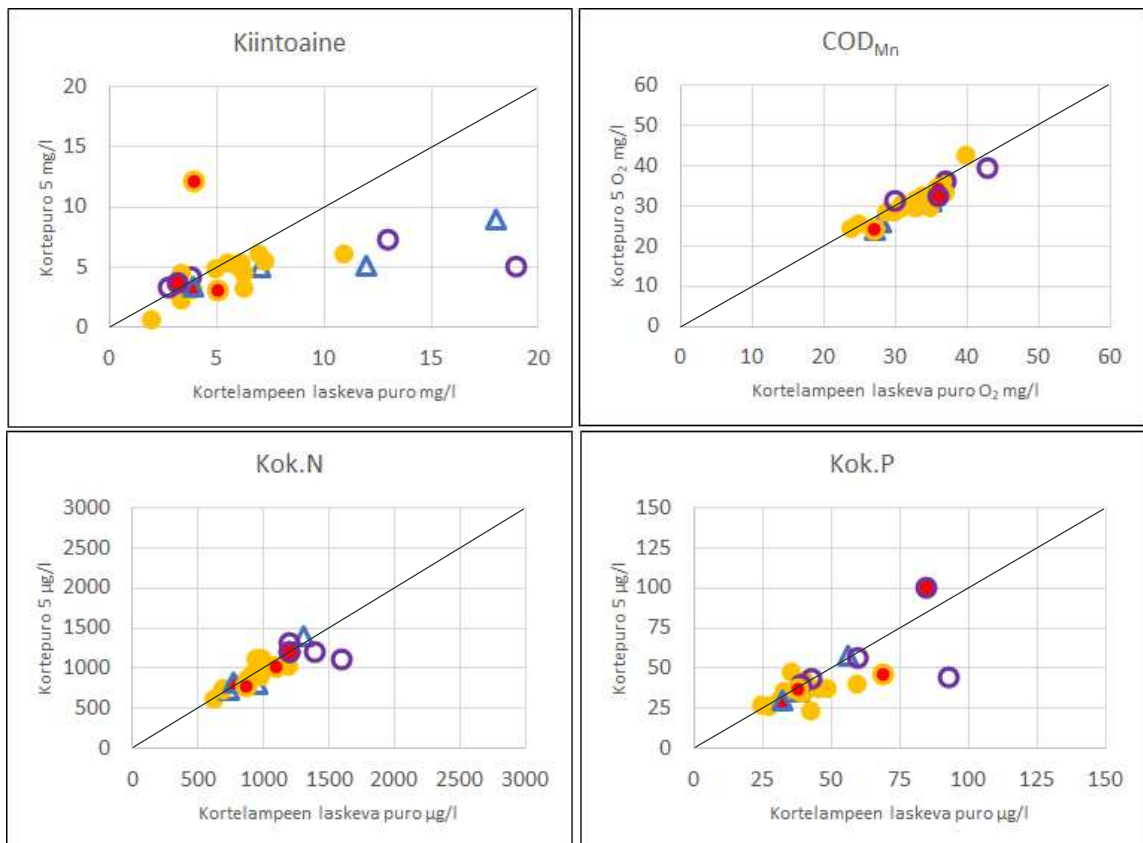 Kiintoaine
20
15
10
5
0
Kortepuro 5 mg/l
0 5 10 15 20
Kortelampeen laskeva puro mg/l
COD_Mn
60
50
40
30
20
10
0
Kortepuro 5 O₂ mg/l
0 10 20 30 40 50 60
Kortelampeen laskeva puro O₂ mg/l
Kok.N
3000
2500
2000
1500
1000
500
0
Kortepuro 5 µg/l
0 500 1000 1500 2000 2500 3000
Kortelampeen laskeva puro µg/l
Kok.P
150
125
100
75
50
25
0
Kortepuro 5 µg/l
0 25 50 75 100 125 150
Kortelampeen laskeva puro µg/l